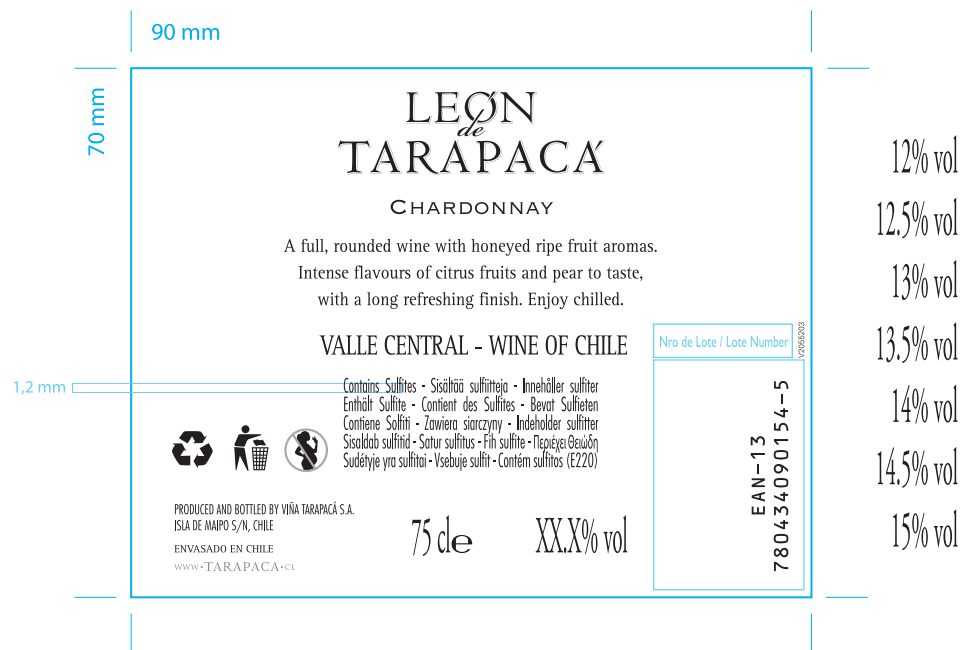 90 mm
70 mm
LEØN
de
TARAPACÁ
CHARDONNAY
A full, rounded wine with honeyed ripe fruit aromas.
Intense flavours of citrus fruits and pear to taste,
with a long refreshing finish. Enjoy chilled.
VALLE CENTRAL - WINE OF CHILE
Nro de Lote / Lote Number
V2055203
1,2 mm
Contains Sulfites - Sisältää sulfiitteja - Innehåller sulfiter
Enthält Sulfite - Contient des Sulfites - Bevat Sulfieten
Contiene Solfiti - Zawiera siarczyny - Indeholder sulfitter
Sisaldab sulfitid - Satur sulfitus - Fih sulfite - Περιέχει Θειώδη
Sudėtyje yra sulfitai - Vsebuje sulfit - Contém sulfitos (E220)
PRODUCED AND BOTTLED BY VIÑA TARAPACÁ S.A.
ISLA DE MAIPO S/N, CHILE
ENVASADO EN CHILE
WWW·TARAPACA·CL
75 cl e
XX.X% vol
EAN-13
780434090154-5
12% vol
12.5% vol
13% vol
13.5% vol
14% vol
14.5% vol
15% vol